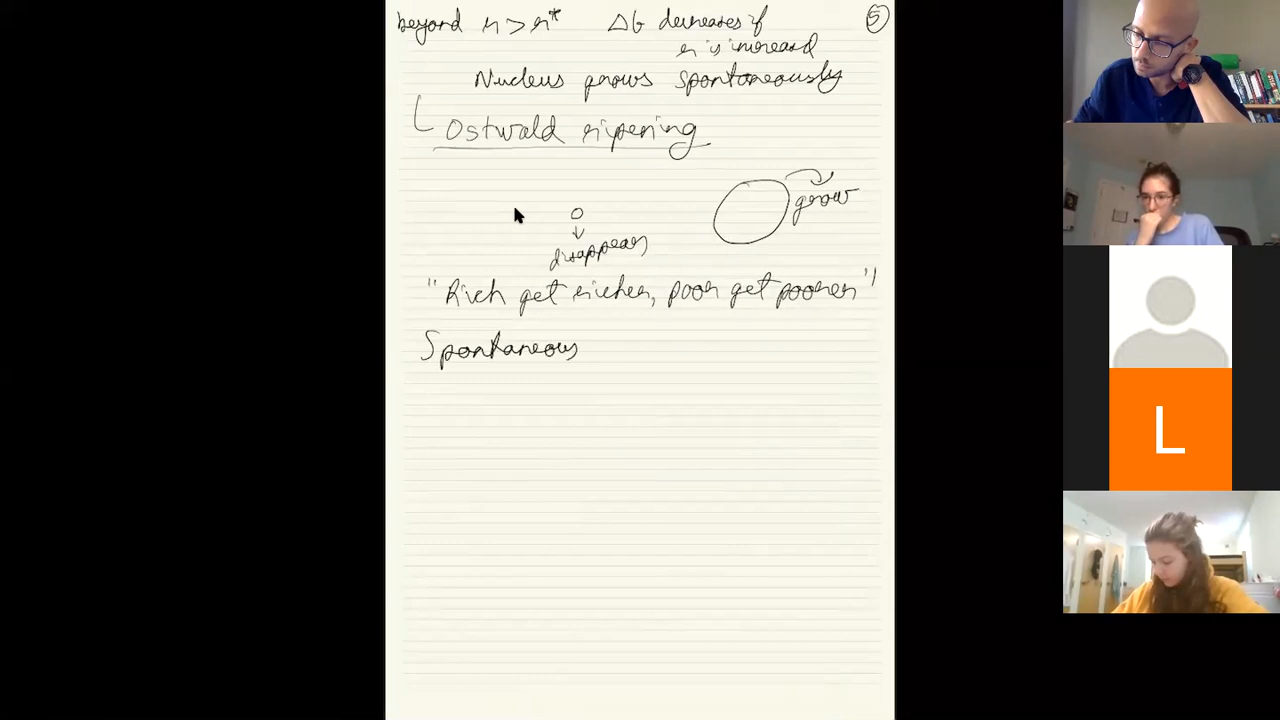 beyond r > r* ΔG decreases if ⑤
r is increased
Nucleus grows spontaneously
Ostwald ripening
grow
disappears
"Rich get richer, poor get poorer"
Spontaneous
L